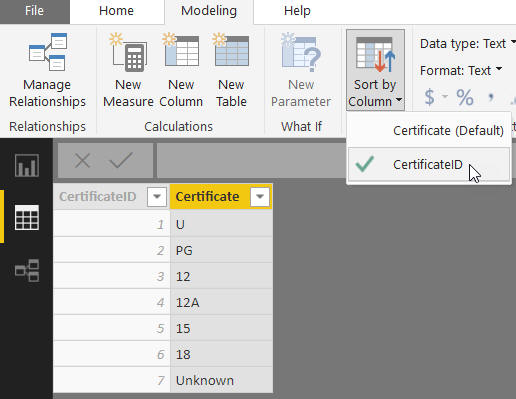 File Home Modeling Help
Manage Relationships
New Measure
New Column
New Table
New Parameter
Sort by Column
Data type: Text
Format: Text
$ % ,
Relationships Calculations What If
Certificate (Default)
CertificateID
CertificateID Certificate
1 U
2 PG
3 12
4 12A
5 15
6 18
7 Unknown